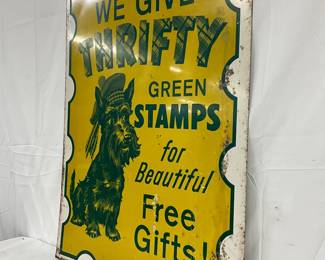 WE GIVE
THRIFTY
GREEN
STAMPS
for
Beautiful
Free
Gifts!